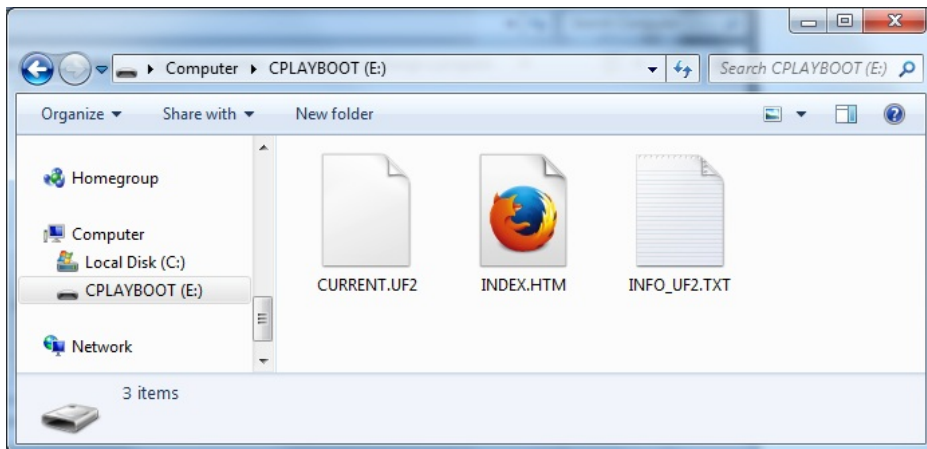 Computer CPLAYBOOT (E:) Search CPLAYBOOT (E:)
Organize Share with New folder
Homegroup
Computer
Local Disk (C:)
CPLAYBOOT (E:)
Network
CURRENT.UF2 INDEX.HTM INFO_UF2.TXT
3 items